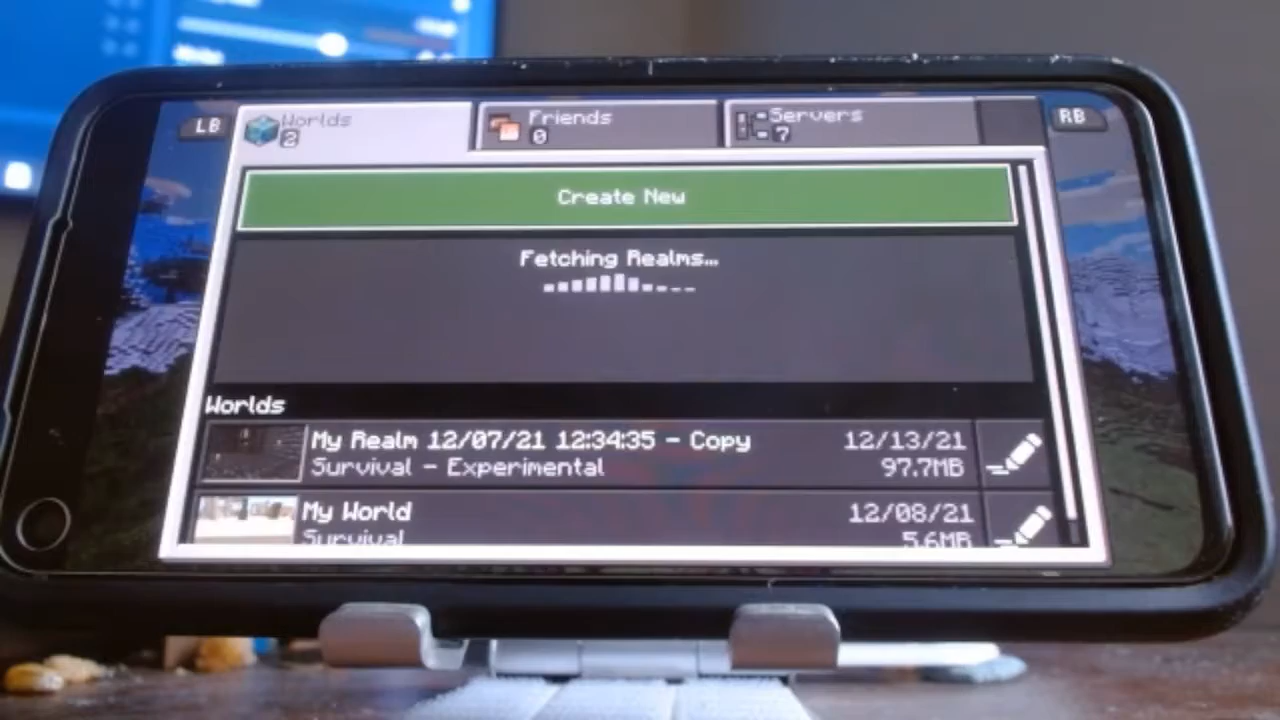 LB
Worlds
2
Friends
0
Servers
7
RB
Create New
Fetching Realms...
Worlds
My Realm 12/07/21 12:34:35 - Copy
12/13/21
Survival - Experimental
97.7MB
My World
12/08/21
Survival
5.6MB